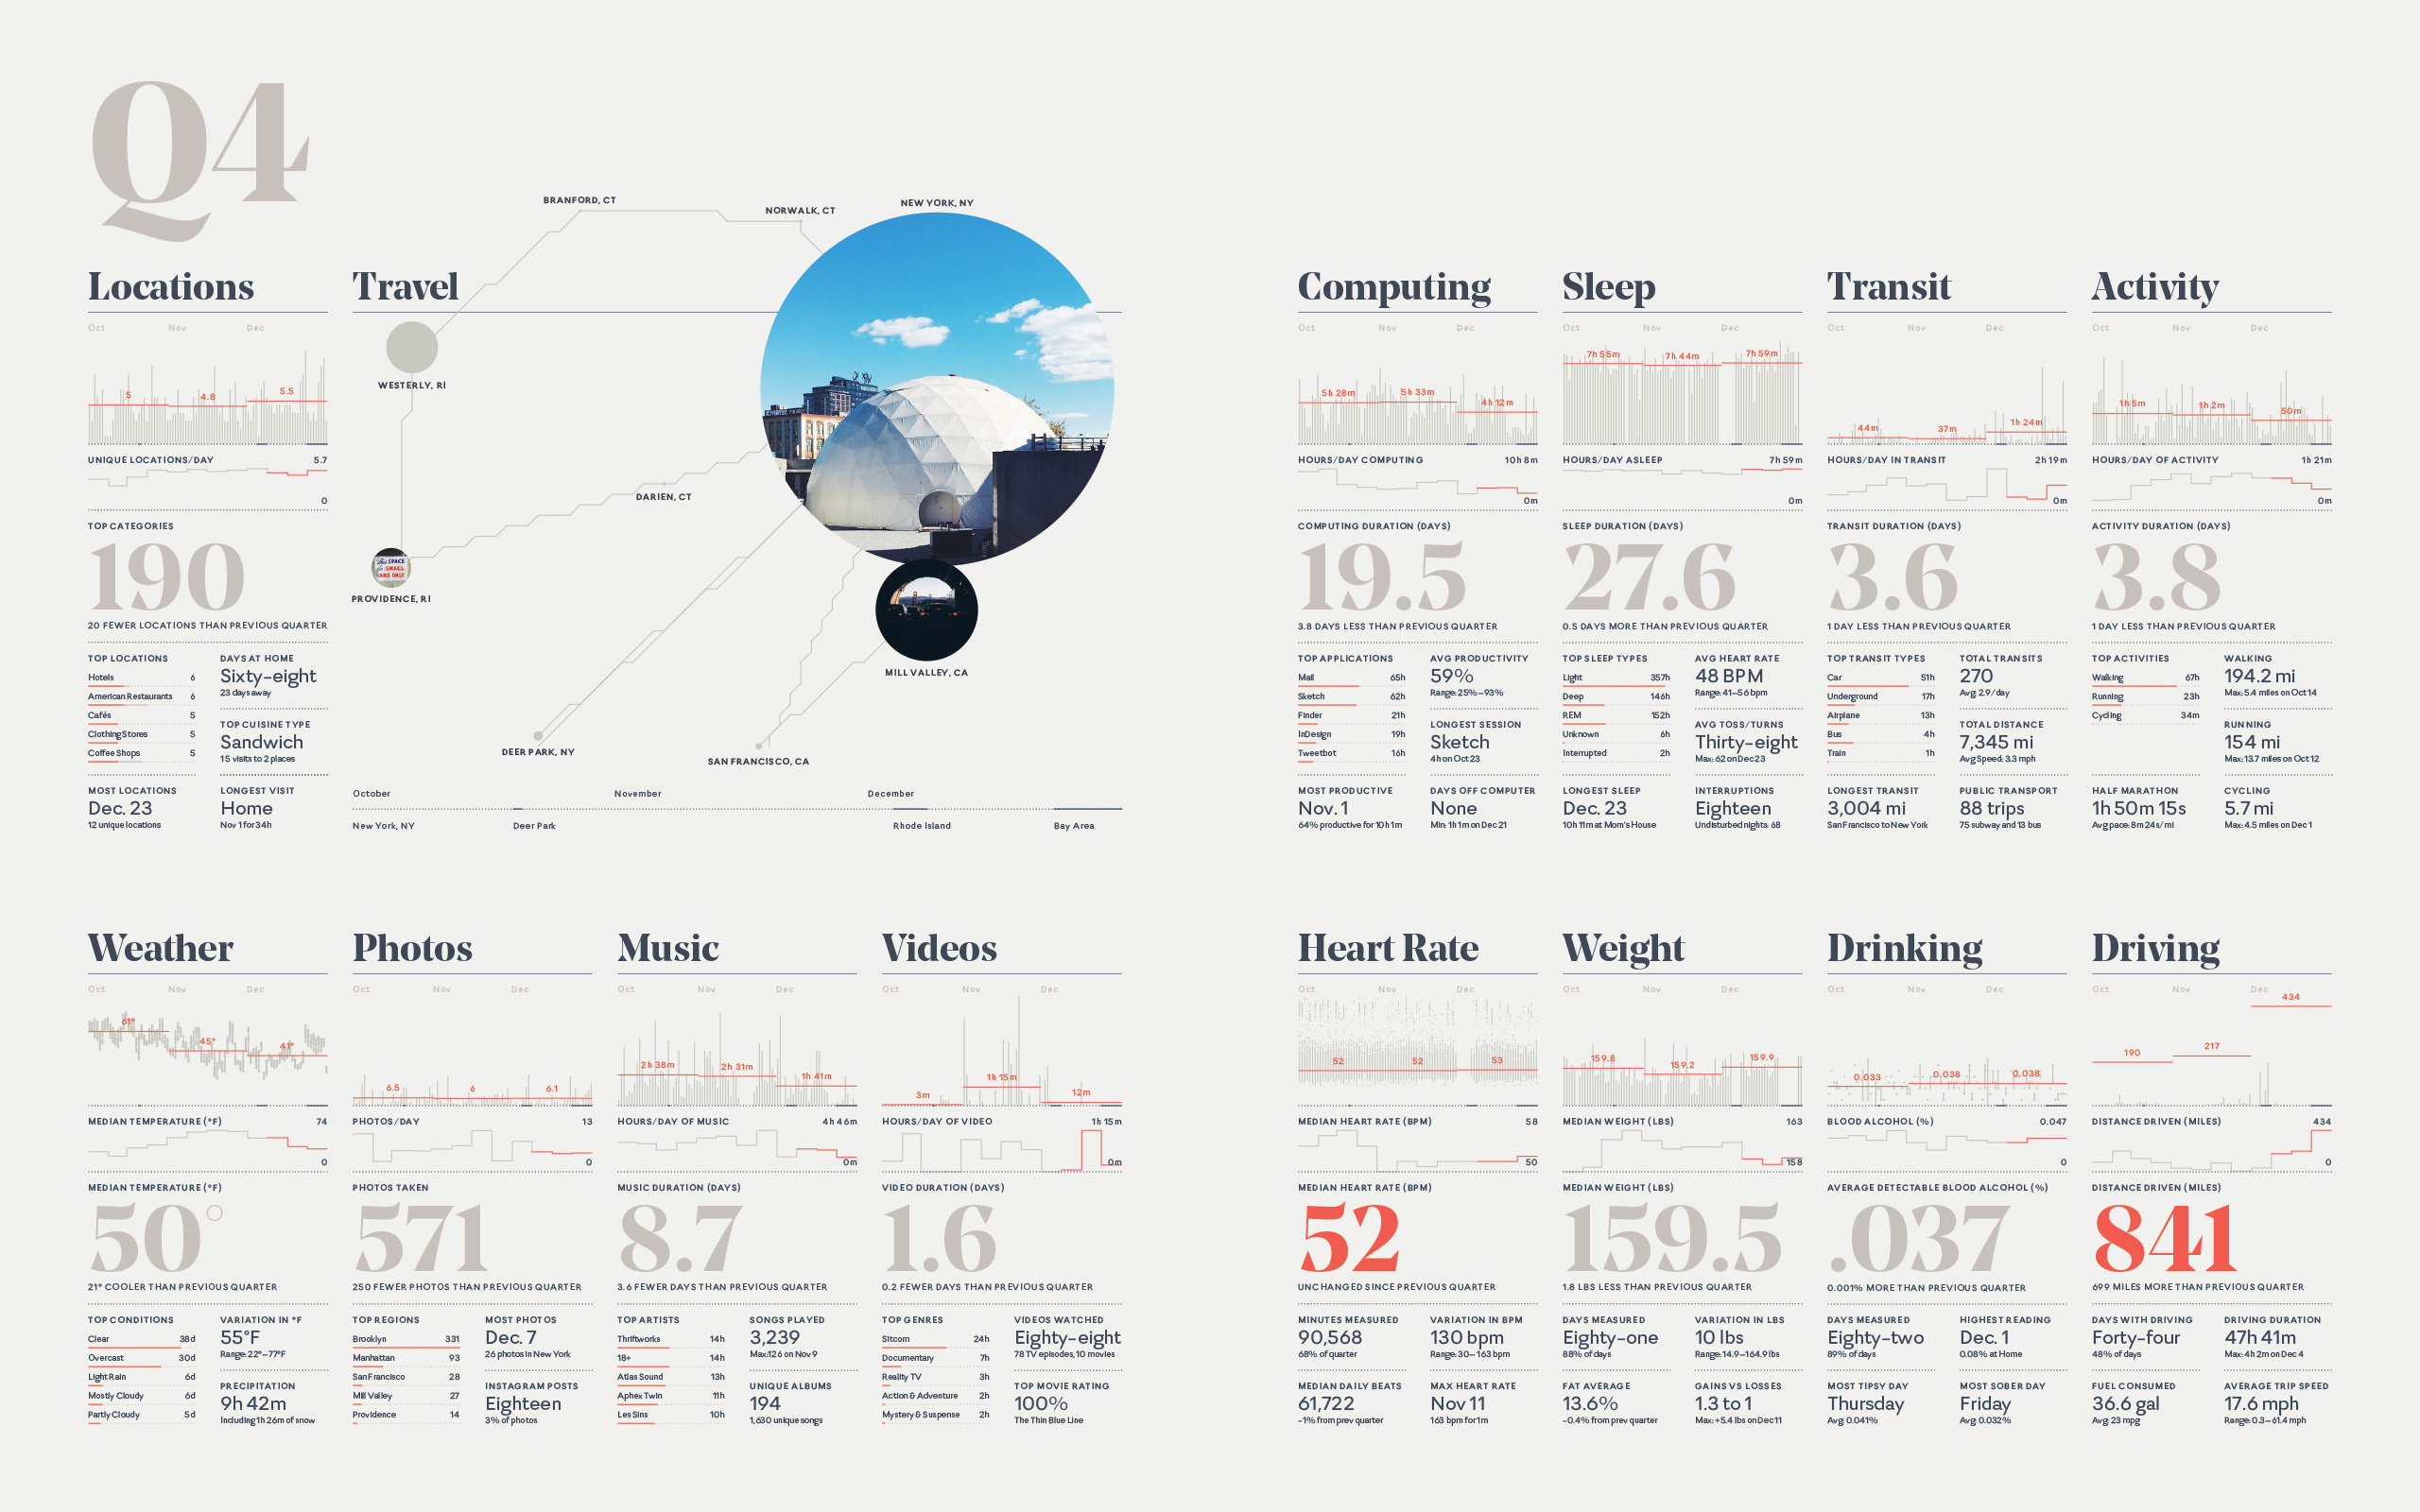 Q4
Locations
Oct Nov Dec
5 4.8 5.5
UNIQUE LOCATIONS/DAY 5.7
0
TOP CATEGORIES
190
20 FEWER LOCATIONS THAN PREVIOUS QUARTER
TOP LOCATIONS
Hotels 6
American Restaurants 6
Cafés 5
Clothing Stores 5
Coffee Shops 5
DAYS AT HOME
Sixty-eight
23 days away
TOP CUISINE TYPE
Sandwich
15 visits to 2 places
MOST LOCATIONS
Dec. 23
12 unique locations
LONGEST VISIT
Home
Nov 1 for 34h
Travel
BRANFORD, CT
NORWALK, CT
NEW YORK, NY
WESTERLY, RI
DARIEN, CT
SPACE
SMALL
CARS ONLY
PROVIDENCE, RI
MILL VALLEY, CA
DEER PARK, NY
SAN FRANCISCO, CA
October November December
New York, NY Deer Park Rhode Island Bay Area
Computing
Oct Nov Dec
5h 28m 5h 33m 4h 12m
HOURS/DAY COMPUTING 10h 8m
0m
COMPUTING DURATION (DAYS)
19.5
3.8 DAYS LESS THAN PREVIOUS QUARTER
TOP APPLICATIONS
Mail 65h
Sketch 62h
Finder 21h
InDesign 19h
Tweetbot 16h
AVG PRODUCTIVITY
59%
Range: 25%–93%
LONGEST SESSION
Sketch
4h on Oct 23
MOST PRODUCTIVE
Nov. 1
64% productive for 10h 1m
DAYS OFF COMPUTER
None
Min: 1h 1m on Dec 21
Sleep
Oct Nov Dec
7h 55m 7h 44m 7h 59m
HOURS/DAY ASLEEP 7h 59m
0m
SLEEP DURATION (DAYS)
27.6
0.5 DAYS MORE THAN PREVIOUS QUARTER
TOP SLEEP TYPES
Light 357h
Deep 146h
REM 152h
Unknown 6h
Interrupted 2h
AVG HEART RATE
48 BPM
Range: 41–56 bpm
AVG TOSS/TURNS
Thirty-eight
Max: 62 on Dec 23
LONGEST SLEEP
Dec. 23
10h 11m at Mom's House
INTERRUPTIONS
Eighteen
Undisturbed nights: 68
Transit
Oct Nov Dec
44m 37m 1h 24m
HOURS/DAY IN TRANSIT 2h 19m
0m
TRANSIT DURATION (DAYS)
3.6
1 DAY LESS THAN PREVIOUS QUARTER
TOP TRANSIT TYPES
Car 51h
Underground 17h
Airplane 13h
Bus 4h
Train 1h
TOTAL TRANSITS
270
Avg: 2.9/day
TOTAL DISTANCE
7,345 mi
Avg Speed: 3.3 mph
LONGEST TRANSIT
3,004 mi
San Francisco to New York
PUBLIC TRANSPORT
88 trips
75 subway and 13 bus
Activity
Oct Nov Dec
1h 5m 1h 2m 50m
HOURS/DAY OF ACTIVITY 1h 21m
0m
ACTIVITY DURATION (DAYS)
3.8
1 DAY LESS THAN PREVIOUS QUARTER
TOP ACTIVITIES
Walking 67h
Running 23h
Cycling 34m
WALKING
194.2 mi
Max: 5.4 miles on Oct 14
RUNNING
154 mi
Max: 13.7 miles on Oct 12
HALF MARATHON
1h 50m 15s
Avg pace: 8m 24s/mi
CYCLING
5.7 mi
Max: 4.5 miles on Dec 1
Weather
Oct Nov Dec
61° 45° 41°
MEDIAN TEMPERATURE (°F) 74
0
MEDIAN TEMPERATURE (°F)
50°
21° COOLER THAN PREVIOUS QUARTER
TOP CONDITIONS
Clear 38d
Overcast 30d
Light Rain 6d
Mostly Cloudy 6d
Partly Cloudy 5d
VARIATION IN °F
55°F
Range: 22°–77°F
PRECIPITATION
9h 42m
Including 1h 26m of snow
Photos
Oct Nov Dec
6.5 6 6.1
PHOTOS/DAY 13
0
PHOTOS TAKEN
571
250 FEWER PHOTOS THAN PREVIOUS QUARTER
TOP REGIONS
Brooklyn 331
Manhattan 93
San Francisco 28
Mill Valley 27
Providence 14
MOST PHOTOS
Dec. 7
26 photos in New York
INSTAGRAM POSTS
Eighteen
3% of photos
Music
Oct Nov Dec
2h 38m 2h 31m 1h 41m
HOURS/DAY OF MUSIC 4h 46m
0m
MUSIC DURATION (DAYS)
8.7
3.6 FEWER DAYS THAN PREVIOUS QUARTER
TOP ARTISTS
Thriftworks 14h
18+ 14h
Atlas Sound 13h
Aphex Twin 11h
Les Sins 10h
SONGS PLAYED
3,239
Max: 126 on Nov 9
UNIQUE ALBUMS
194
1,630 unique songs
Videos
Oct Nov Dec
3m 1h 15m 12m
HOURS/DAY OF VIDEO 1h 15m
0m
VIDEO DURATION (DAYS)
1.6
0.2 FEWER DAYS THAN PREVIOUS QUARTER
TOP GENRES
Sitcom 24h
Documentary 7h
Reality TV 3h
Action & Adventure 2h
Mystery & Suspense 2h
VIDEOS WATCHED
Eighty-eight
78 TV episodes, 10 movies
TOP MOVIE RATING
100%
The Thin Blue Line
Heart Rate
Oct Nov Dec
52 52 53
MEDIAN HEART RATE (BPM) 58
50
MEDIAN HEART RATE (BPM)
52
UNCHANGED SINCE PREVIOUS QUARTER
MINUTES MEASURED
90,568
68% of quarter
VARIATION IN BPM
130 bpm
Range: 30–163 bpm
MEDIAN DAILY BEATS
61,722
-1% from prev quarter
MAX HEART RATE
Nov 11
163 bpm for 1m
Weight
Oct Nov Dec
159.8 159.2 159.9
MEDIAN WEIGHT (LBS) 163
158
MEDIAN WEIGHT (LBS)
159.5
1.8 LBS LESS THAN PREVIOUS QUARTER
DAYS MEASURED
Eighty-one
88% of days
VARIATION IN LBS
10 lbs
Range: 14.9–164.9 lbs
FAT AVERAGE
13.6%
-0.4% from prev quarter
GAINS VS LOSSES
1.3 to 1
Max: +5.4 lbs on Dec 11
Drinking
Oct Nov Dec
0.033 0.038 0.038
BLOOD ALCOHOL (%) 0.047
0
AVERAGE DETECTABLE BLOOD ALCOHOL (%)
.037
0.001% MORE THAN PREVIOUS QUARTER
DAYS MEASURED
Eighty-two
89% of days
HIGHEST READING
Dec. 1
0.08% at Home
MOST TIPSY DAY
Thursday
Avg: 0.041%
MOST SOBER DAY
Friday
Avg: 0.032%
Driving
Oct Nov Dec
190 217 434
DISTANCE DRIVEN (MILES) 434
0
DISTANCE DRIVEN (MILES)
841
699 MILES MORE THAN PREVIOUS QUARTER
DAYS WITH DRIVING
Forty-four
48% of days
DRIVING DURATION
47h 41m
Max: 4h 2m on Dec 4
FUEL CONSUMED
36.6 gal
Avg: 23 mpg
AVERAGE TRIP SPEED
17.6 mph
Range: 0.3–61.4 mph